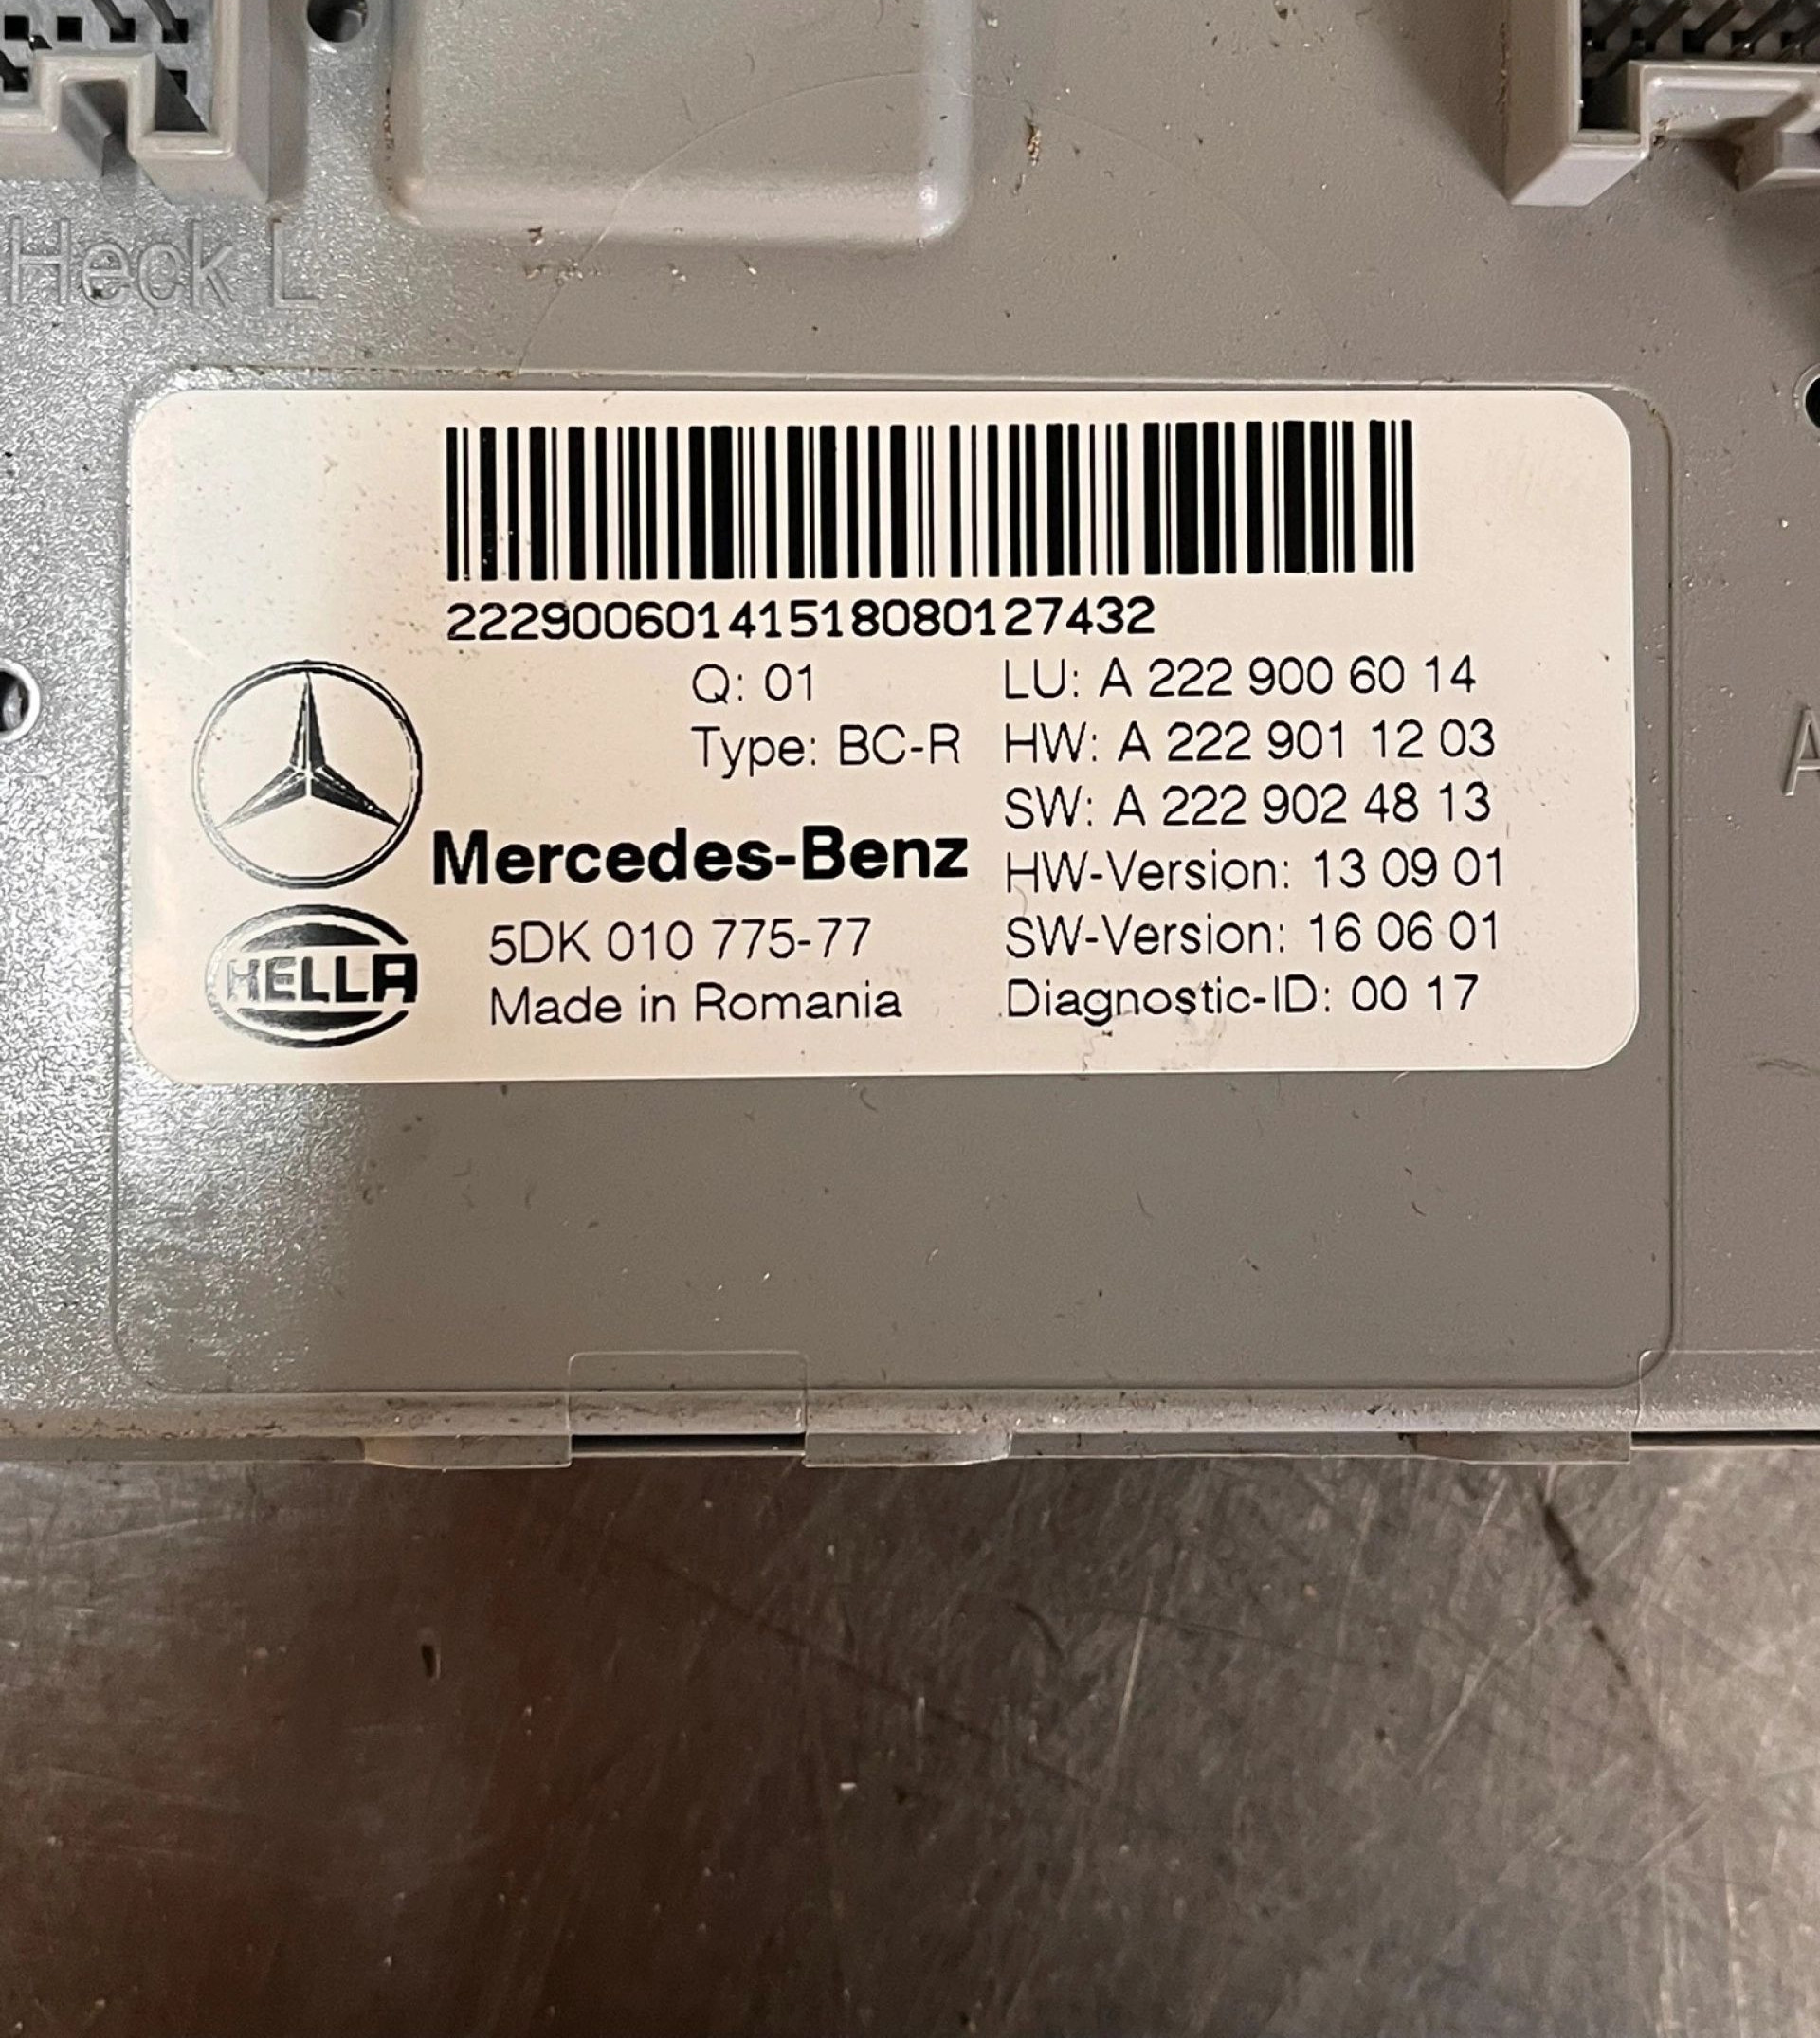 Heck L
22290060141518080127432
Q: 01
Type: BC-R
LU: A 222 900 60 14
HW: A 222 901 12 03
SW: A 222 902 48 13
HW-Version: 13 09 01
SW-Version: 16 06 01
Diagnostic-ID: 00 17
Mercedes-Benz
HELLA
5DK 010 775-77
Made in Romania
A